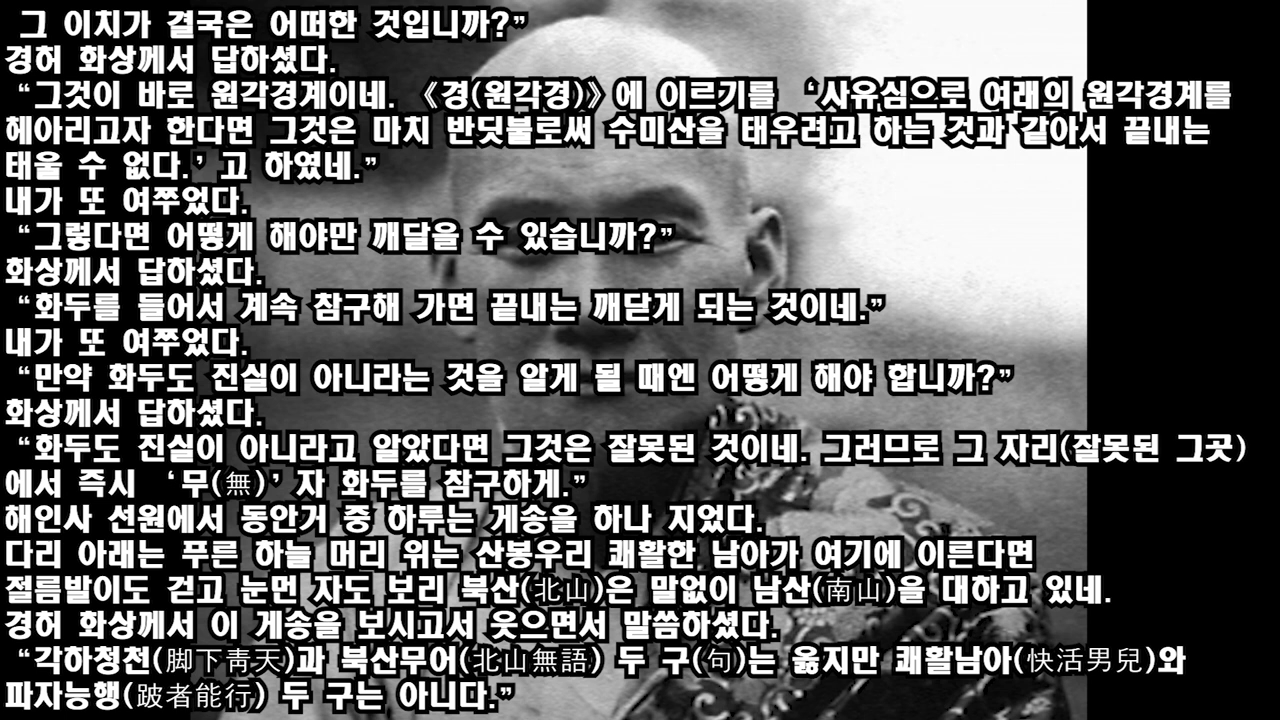 그 이치가 결국은 어떠한 것입니까?”
경허 화상께서 답하셨다.
“그것이 바로 원각경계이네. 《경(원각경)》에 이르기를 ‘사유심으로 여래의 원각경계를
헤아리고자 한다면 그것은 마치 반딧불로써 수미산을 태우려고 하는 것과 같아서 끝내는
태울 수 없다.’고 하였네.”
내가 또 여쭈었다.
“그렇다면 어떻게 해야만 깨달을 수 있습니까?”
화상께서 답하셨다.
“화두를 들어서 계속 참구해 가면 끝내는 깨닫게 되는 것이네.”
내가 또 여쭈었다.
“만약 화두도 진실이 아니라는 것을 알게 될 때엔 어떻게 해야 합니까?”
화상께서 답하셨다.
“화두도 진실이 아니라고 알았다면 그것은 잘못된 것이네. 그러므로 그 자리(잘못된 그곳)
에서 즉시 ‘무(無)’자 화두를 참구하게.”
해인사 선원에서 동안거 중 하루는 게송을 하나 지었다.
다리 아래는 푸른 하늘 머리 위는 산봉우리 쾌활한 남아가 여기에 이른다면
절름발이도 걷고 눈먼 자도 보리 북산(北山)은 말없이 남산(南山)을 대하고 있네.
경허 화상께서 이 게송을 보시고서 웃으면서 말씀하셨다.
“각하청천(脚下靑天)과 북산무어(北山無語) 두 구(句)는 옳지만 쾌활남아(快活男兒)와
파자능행(跛者能行) 두 구는 아니다.”